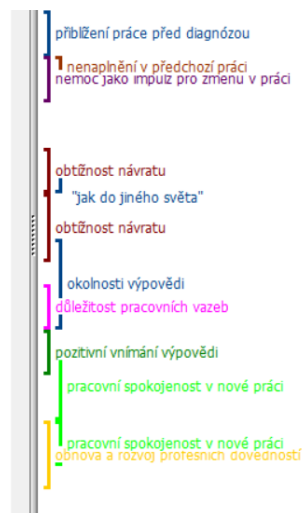 přiblížení práce před diagnózou
nenaplnění v předchozí práci
nemoc jako impulz pro změnu v práci
obtížnost návratu
"jak do jiného světa"
obtížnost návratu
okolnosti výpovědi
důležitost pracovních vazeb
pozitivní vnímání výpovědi
pracovní spokojenost v nové práci
pracovní spokojenost v nové práci
obnova a rozvoj profesních dovedností